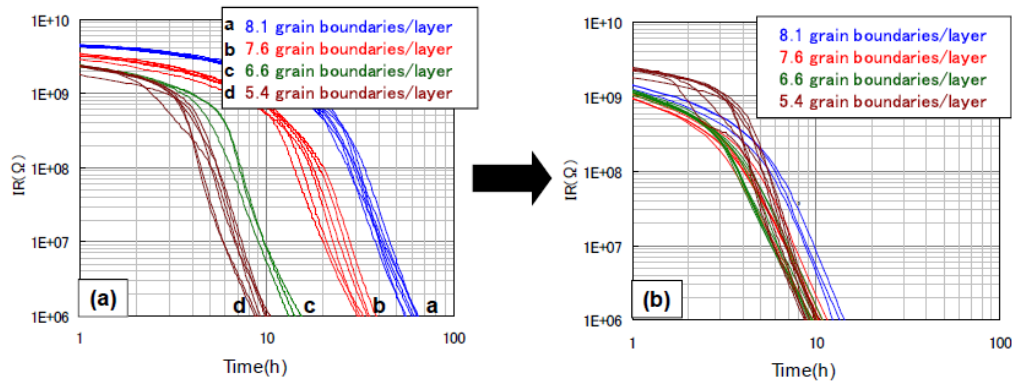 1E+10
1E+09
1E+08
1E+07
1E+06
IR(Ω)
a 8.1 grain boundaries/layer
b 7.6 grain boundaries/layer
c 6.6 grain boundaries/layer
d 5.4 grain boundaries/layer
(a)
d c b a
1 10 100
Time(h)
1E+10
1E+09
1E+08
1E+07
1E+06
IR(Ω)
8.1 grain boundaries/layer
7.6 grain boundaries/layer
6.6 grain boundaries/layer
5.4 grain boundaries/layer
(b)
1 10 100
Time(h)